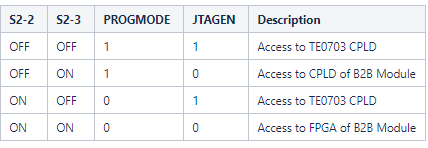 S2-2 S2-3 PROGMODE JTAGEN Description
OFF OFF 1 1 Access to TE0703 CPLD
OFF ON 1 0 Access to CPLD of B2B Module
ON OFF 0 1 Access to TE0703 CPLD
ON ON 0 0 Access to FPGA of B2B Module